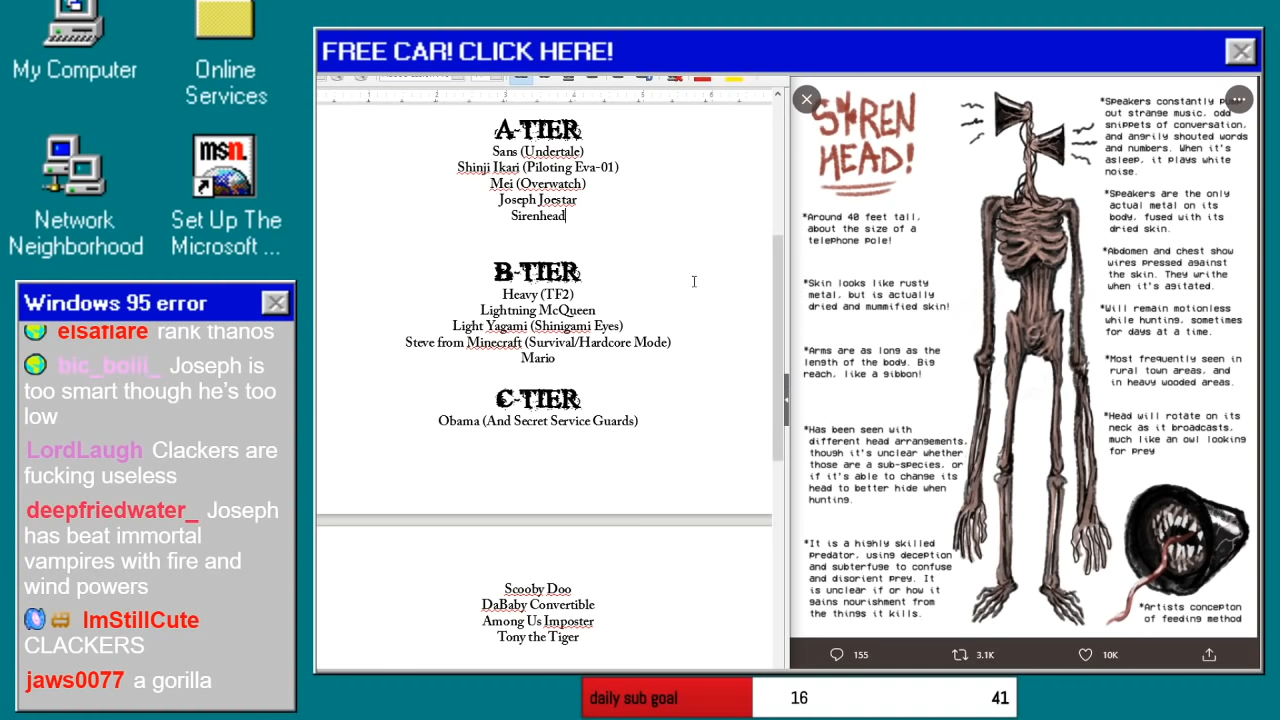 My Computer
Online
Services
Network
Neighborhood
msn.
Set Up The
Microsoft ...
Windows 95 error
elsaflare rank thanos
bic_boiii_ Joseph is
too smart though he's too
low
LordLaugh Clackers are
fucking useless
deepfriedwater_ Joseph
has beat immortal
vampires with fire and
wind powers
ImStillCute
CLACKERS
jaws0077 a gorilla
FREE CAR! CLICK HERE!
A-TIER
Sans (Undertale)
Shinji Ikari (Piloting Eva-01)
Mei (Overwatch)
Joseph Joestar
Sirenhead
B-TIER
Heavy (TF2)
Lightning McQueen
Light Yagami (Shinigami Eyes)
Steve from Minecraft (Survival/Hardcore Mode)
Mario
C-TIER
Obama (And Secret Service Guards)
Scooby Doo
DaBaby Convertible
Among Us Imposter
Tony the Tiger
SIREN
HEAD!
*Around 40 feet tall,
about the size of a
telephone pole!
*Skin looks like rusty
metal, but is actually
dried and mummified skin!
*Arms are as long as the
length of the body. Big
reach, like a gibbon!
*Has been seen with
different head arrangements,
though it's unclear whether
those are a sub-species, or
if it's able to change its
head to better hide when
hunting.
*It is a highly skilled
predator, using deception
and subterfuge to confuse
and disorient prey. It
is unclear if or how it
gains nourishment from
the things it kills.
*Speakers constantly pump
out strange music, odd
snippets of conversation,
and angrily shouted words
and numbers. When it's
asleep, it plays white
noise.
*Speakers are the only
actual metal on its
body, fused with its
dried skin.
*Abdomen and chest show
wires pressed against
the skin. They writhe
when it's agitated.
*Will remain motionless
while hunting, sometimes
for days at a time.
*Most frequently seen in
rural town areas, and
in heavy wooded areas.
*Head will rotate on its
neck as it broadcasts,
much like an owl looking
for prey
*Artists concepton
of feeding method
155
3.1K
10K
daily sub goal
16
41